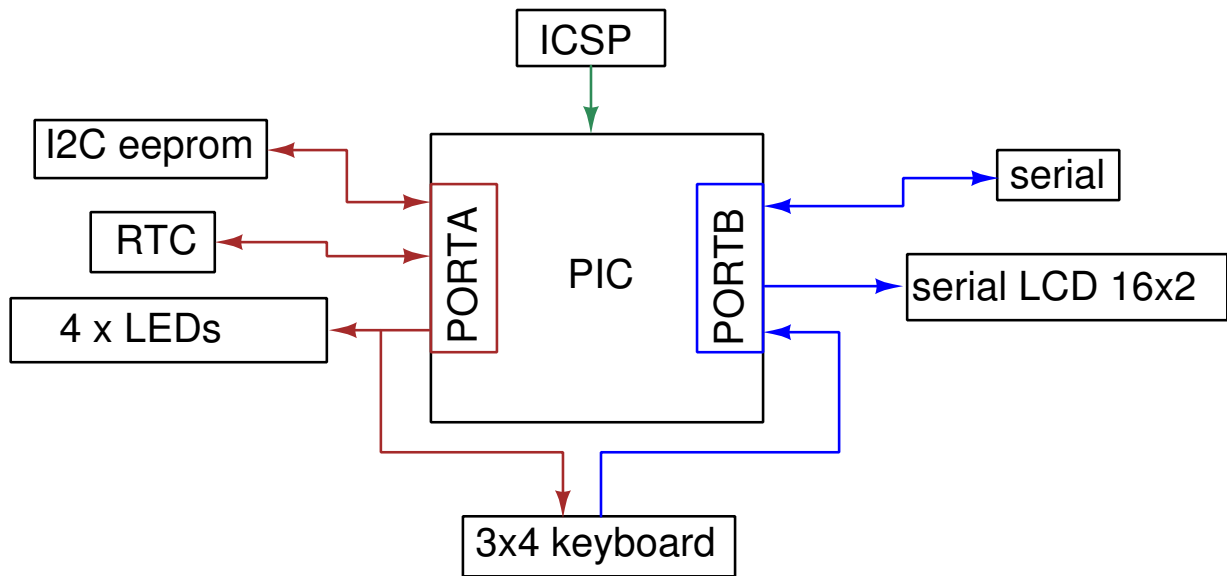 ICSP
I2C eeprom
serial
RTC
PORTA
PIC
PORTB
serial LCD 16x2
4 x LEDs
3x4 keyboard